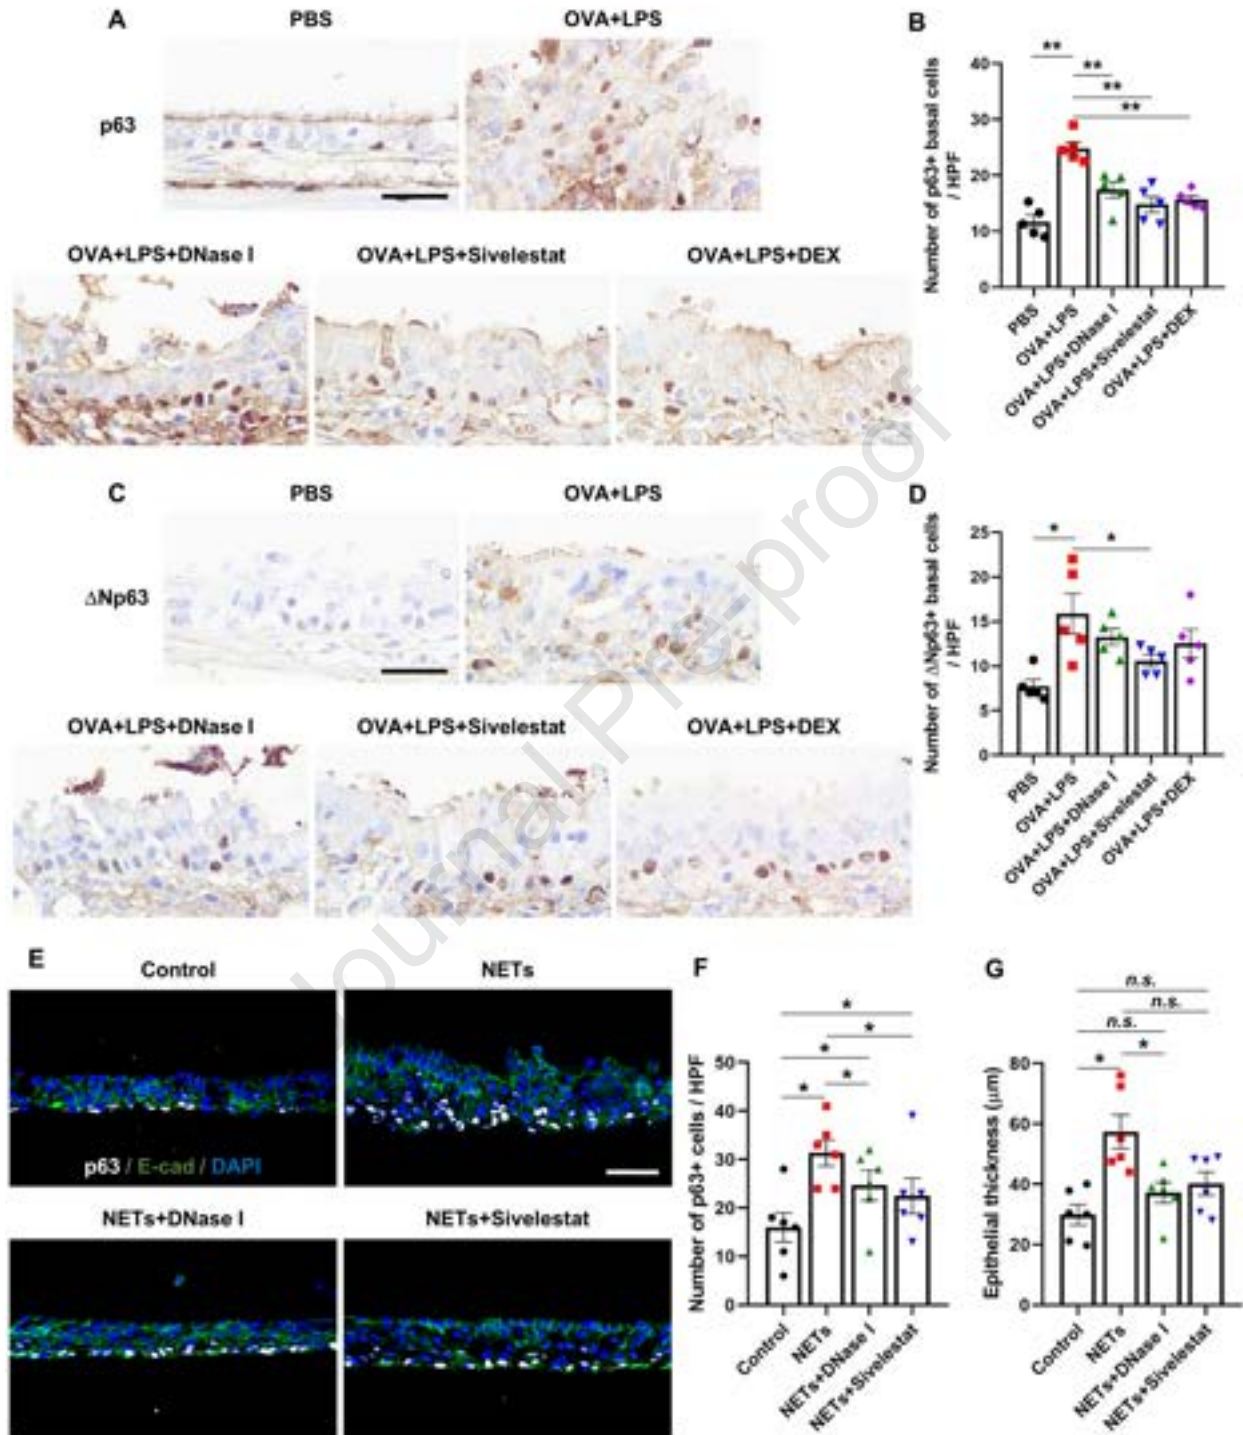 A
PBS
OVA+LPS
p63
OVA+LPS+DNase I
OVA+LPS+Sivelestat
OVA+LPS+DEX
B
Number of p63+ basal cells
/ HPF
40
30
20
10
0
**
**
**
**
PBS
OVA+LPS
OVA+LPS+DNase I
OVA+LPS+Sivelestat
OVA+LPS+DEX
C
PBS
OVA+LPS
ΔNp63
OVA+LPS+DNase I
OVA+LPS+Sivelestat
OVA+LPS+DEX
D
Number of ΔNp63+ basal cells
/ HPF
25
20
15
10
5
0
*
*
PBS
OVA+LPS
OVA+LPS+DNase I
OVA+LPS+Sivelestat
OVA+LPS+DEX
E
Control
NETs
p63 / E-cad / DAPI
NETs+DNase I
NETs+Sivelestat
F
Number of p63+ cells / HPF
50
40
30
20
10
0
*
*
*
*
*
Control
NETs
NETs+DNase I
NETs+Sivelestat
G
Epithelial thickness (μm)
80
60
40
20
0
n.s.
n.s.
n.s.
*
*
Control
NETs
NETs+DNase I
NETs+Sivelestat
Journal Pre-proof